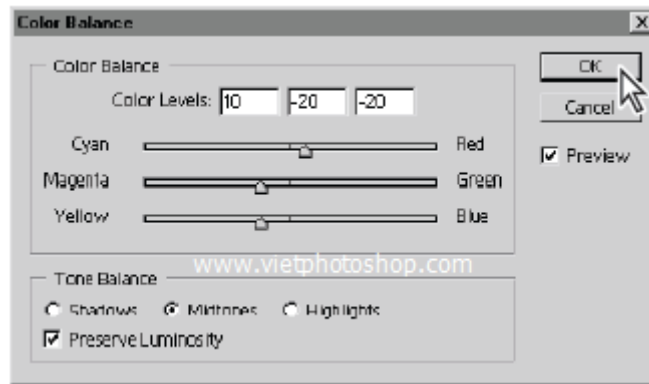 Color Balance
Color Balance
Color Levels: 10 -20 -20
OK
Cancel
Preview
Cyan Red
Magenta Green
Yellow Blue
www.vietphotoshop.com
Tone Balance
Shadows Midtones Highlights
Preserve Luminosity